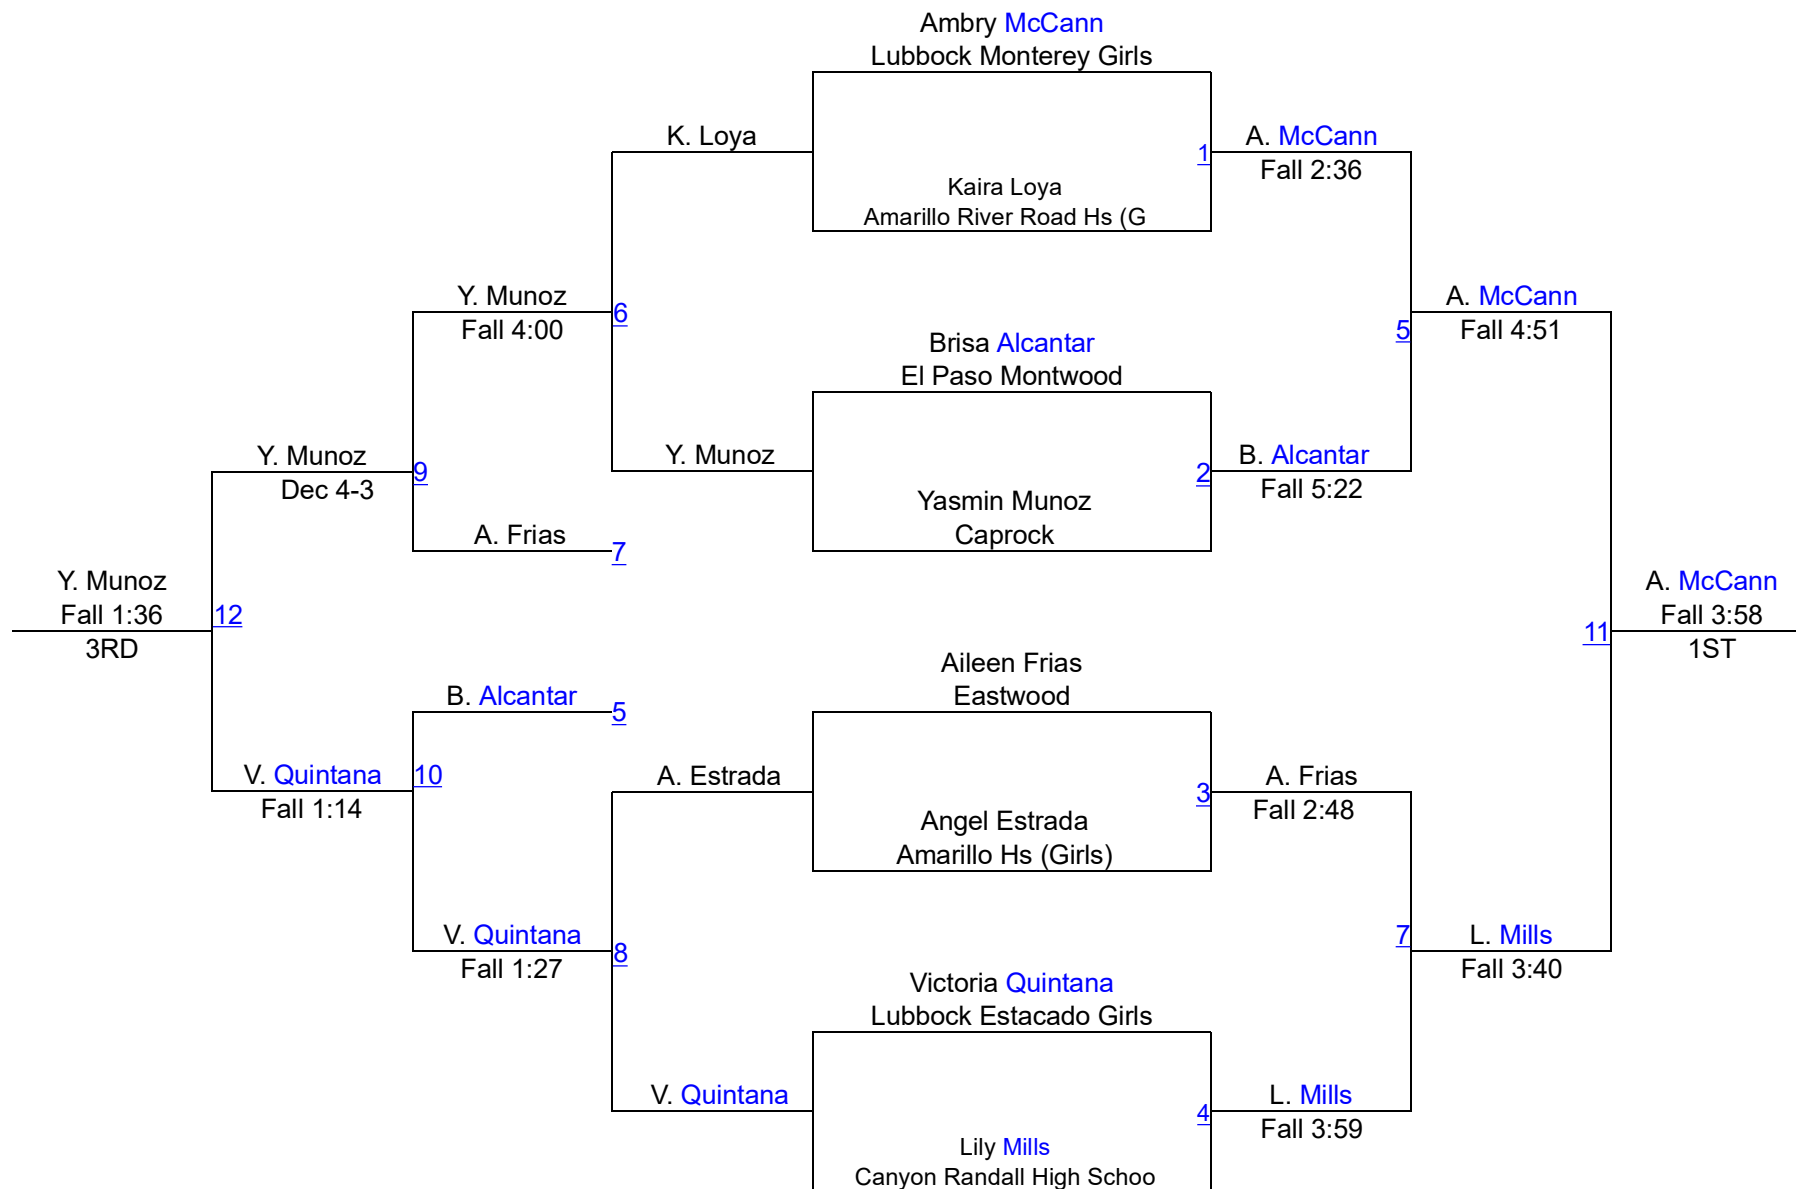 Ambry McCann
Lubbock Monterey Girls
K. Loya
1
A. McCann
Fall 2:36
Kaira Loya
Amarillo River Road Hs (G
Y. Munoz
Fall 4:00
6
A. McCann
Fall 4:51
5
Brisa Alcantar
El Paso Montwood
Y. Munoz
Dec 4-3
9
Y. Munoz
2
B. Alcantar
Fall 5:22
Yasmin Munoz
Caprock
A. Frias
7
Y. Munoz
Fall 1:36
3RD
12
11
A. McCann
Fall 3:58
1ST
Aileen Frias
Eastwood
B. Alcantar
5
V. Quintana
Fall 1:14
10
A. Estrada
3
A. Frias
Fall 2:48
Angel Estrada
Amarillo Hs (Girls)
V. Quintana
Fall 1:27
8
7
L. Mills
Fall 3:40
Victoria Quintana
Lubbock Estacado Girls
V. Quintana
4
L. Mills
Fall 3:59
Lily Mills
Canyon Randall High Schoo